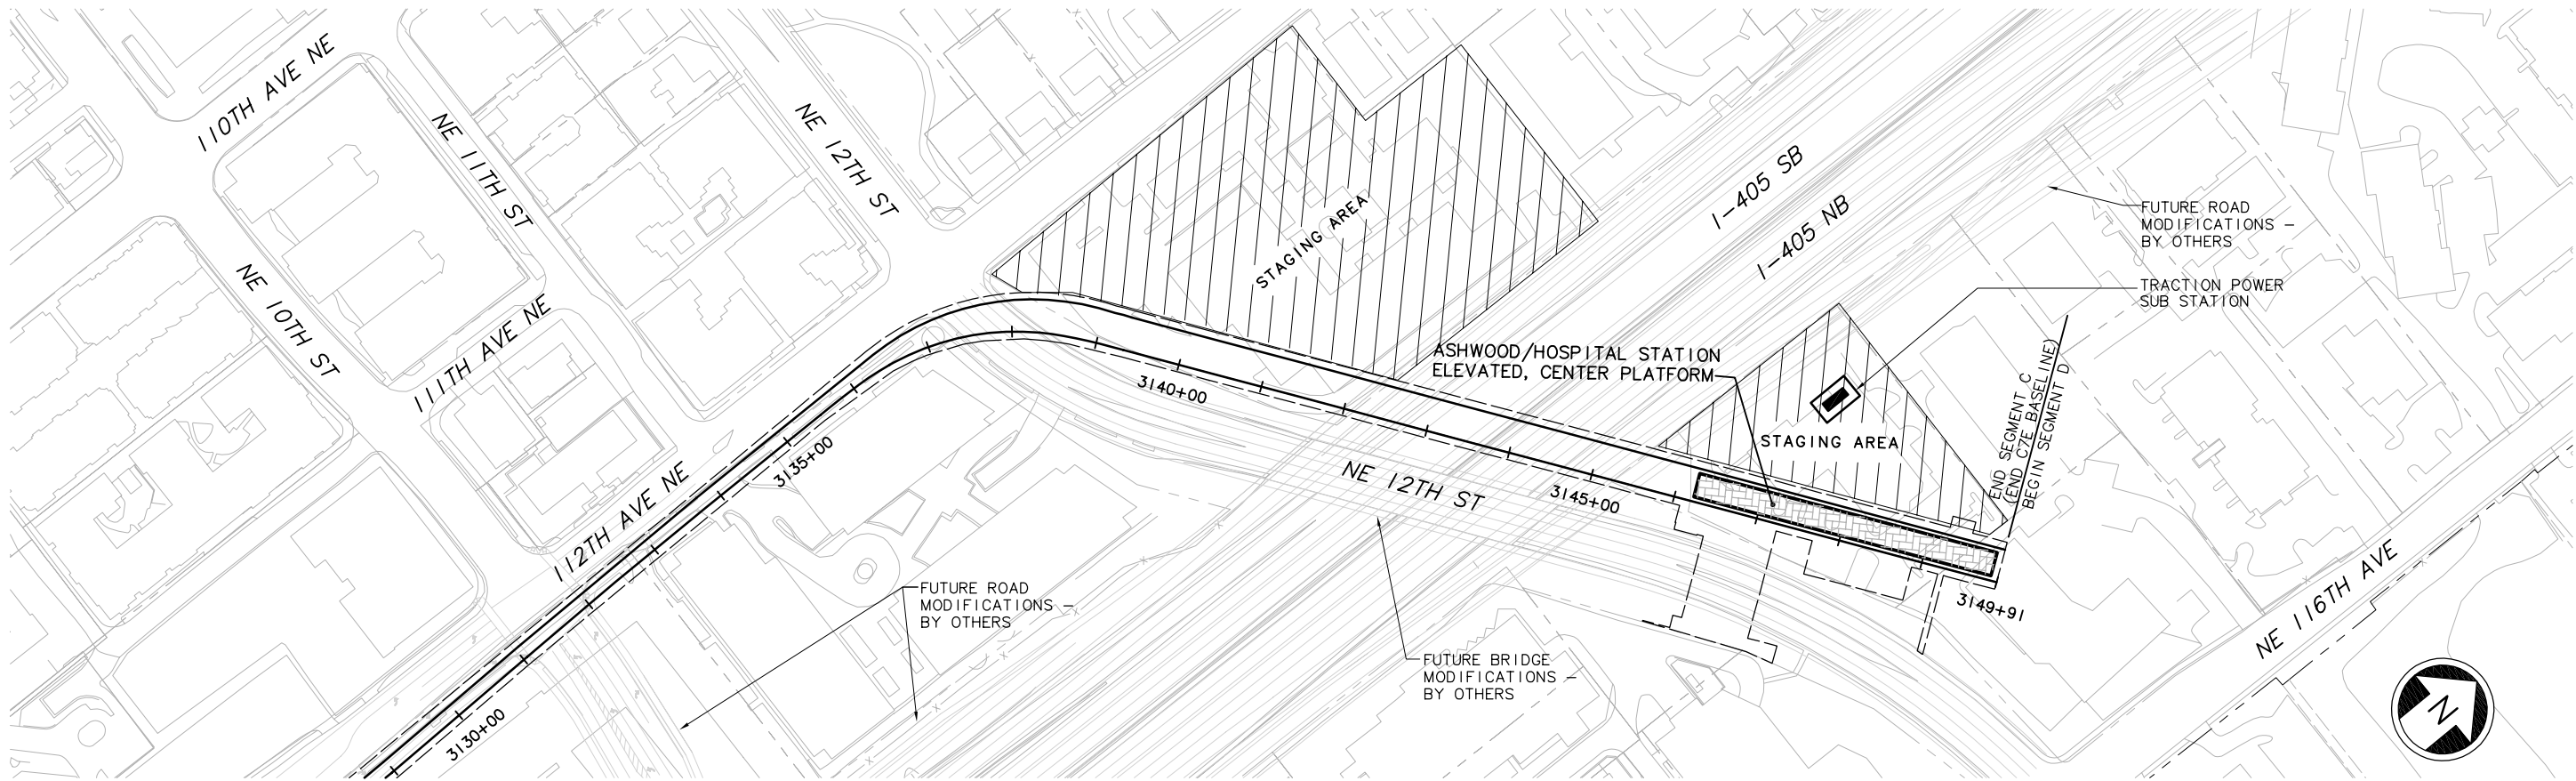 110TH AVE NE
NE 11TH ST
NE 12TH ST
NE 10TH ST
111TH AVE NE
112TH AVE NE
STAGING AREA
I-405 SB
I-405 NB
FUTURE ROAD
MODIFICATIONS -
BY OTHERS
TRACTION POWER
SUB STATION
ASHWOOD/HOSPITAL STATION
ELEVATED, CENTER PLATFORM
STAGING AREA
END SEGMENT C
(END C7E BASELINE)
BEGIN SEGMENT D
3130+00
3135+00
3140+00
3145+00
3149+91
NE 12TH ST
FUTURE ROAD
MODIFICATIONS -
BY OTHERS
FUTURE BRIDGE
MODIFICATIONS -
BY OTHERS
NE 116TH AVE
N